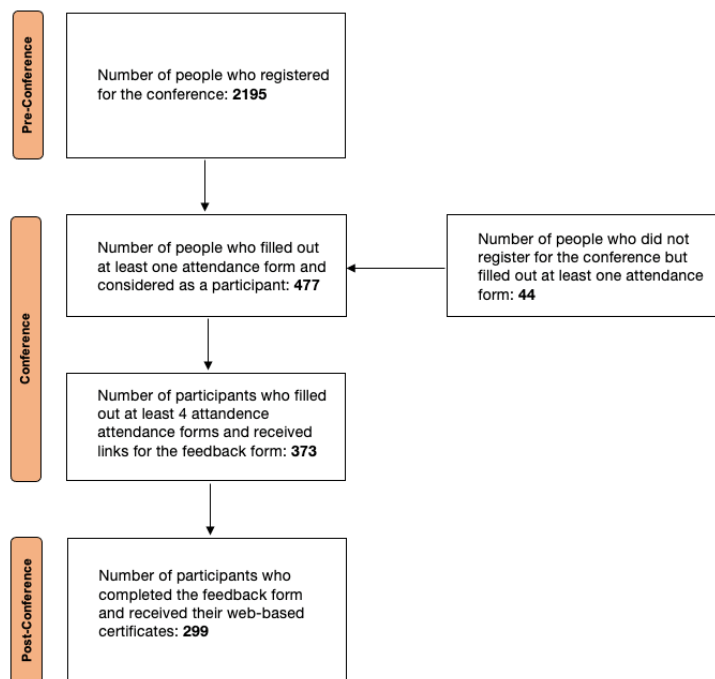 Pre-Conference
Number of people who registered
for the conference: 2195
Conference
Number of people who filled out
at least one attendance form and
considered as a participant: 477
Number of people who did not
register for the conference but
filled out at least one attendance
form: 44
Number of participants who filled
out at least 4 attandence
attendance forms and received
links for the feedback form: 373
Post-Conference
Number of participants who
completed the feedback form
and received their web-based
certificates: 299